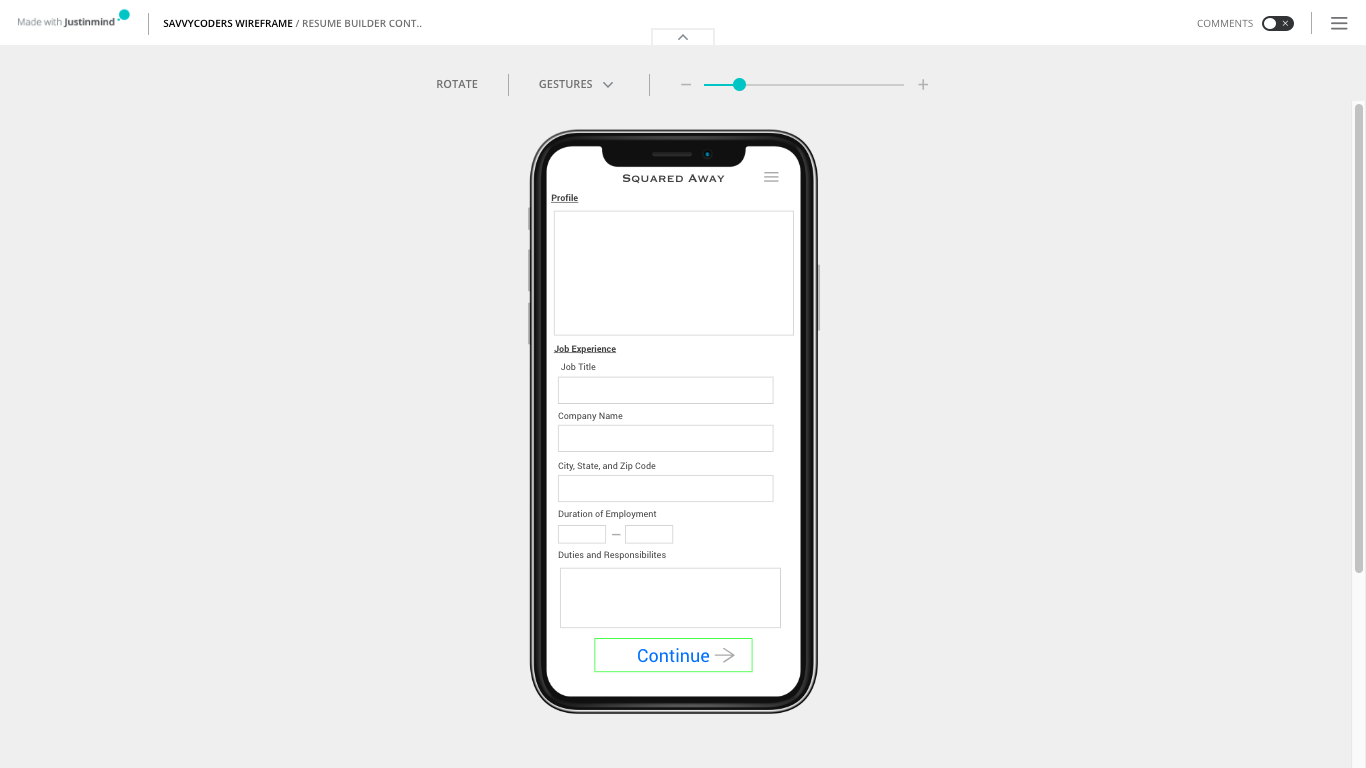 Made with Justinmind
SAVVYCODERS WIREFRAME / RESUME BUILDER CONT..
COMMENTS
ROTATE
GESTURES
Squared Away
Profile
Job Experience
Job Title
Company Name
City, State, and Zip Code
Duration of Employment
Duties and Responsibilites
Continue